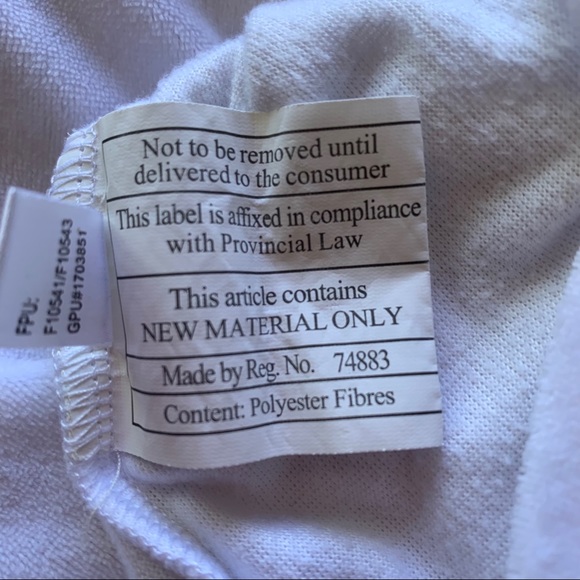 Not to be removed until
delivered to the consumer
This label is affixed in compliance
with Provincial Law
This article contains
NEW MATERIAL ONLY
Made by Reg. No. 74883
Content: Polyester Fibres
FPU:
F10541/F10543
GPU#1703851